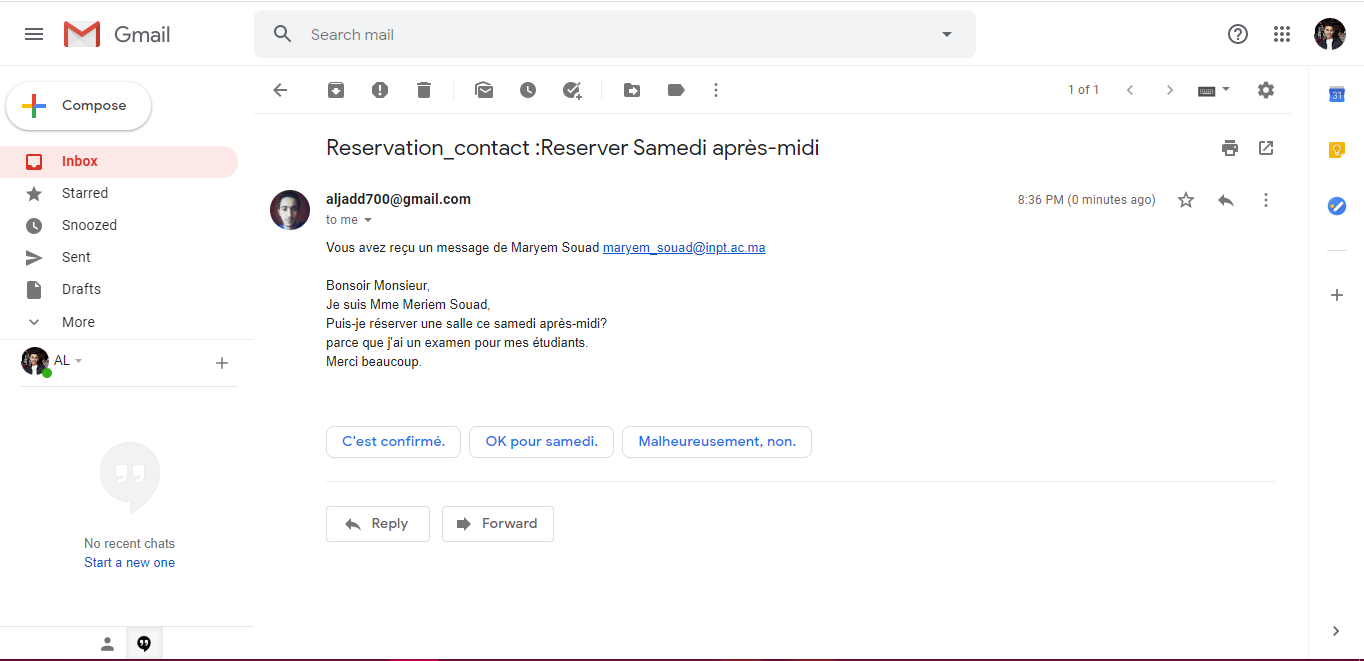 Gmail
Search mail
Compose
1 of 1
31
Inbox
Starred
Snoozed
Sent
Drafts
More
AL
No recent chats
Start a new one
Reservation_contact :Reserver Samedi après-midi
aljadd700@gmail.com
8:36 PM (0 minutes ago)
to me
Vous avez reçu un message de Maryem Souad maryem_souad@inpt.ac.ma
Bonsoir Monsieur,
Je suis Mme Meriem Souad,
Puis-je réserver une salle ce samedi après-midi?
parce que j'ai un examen pour mes étudiants.
Merci beaucoup.
C'est confirmé.
OK pour samedi.
Malheureusement, non.
Reply
Forward